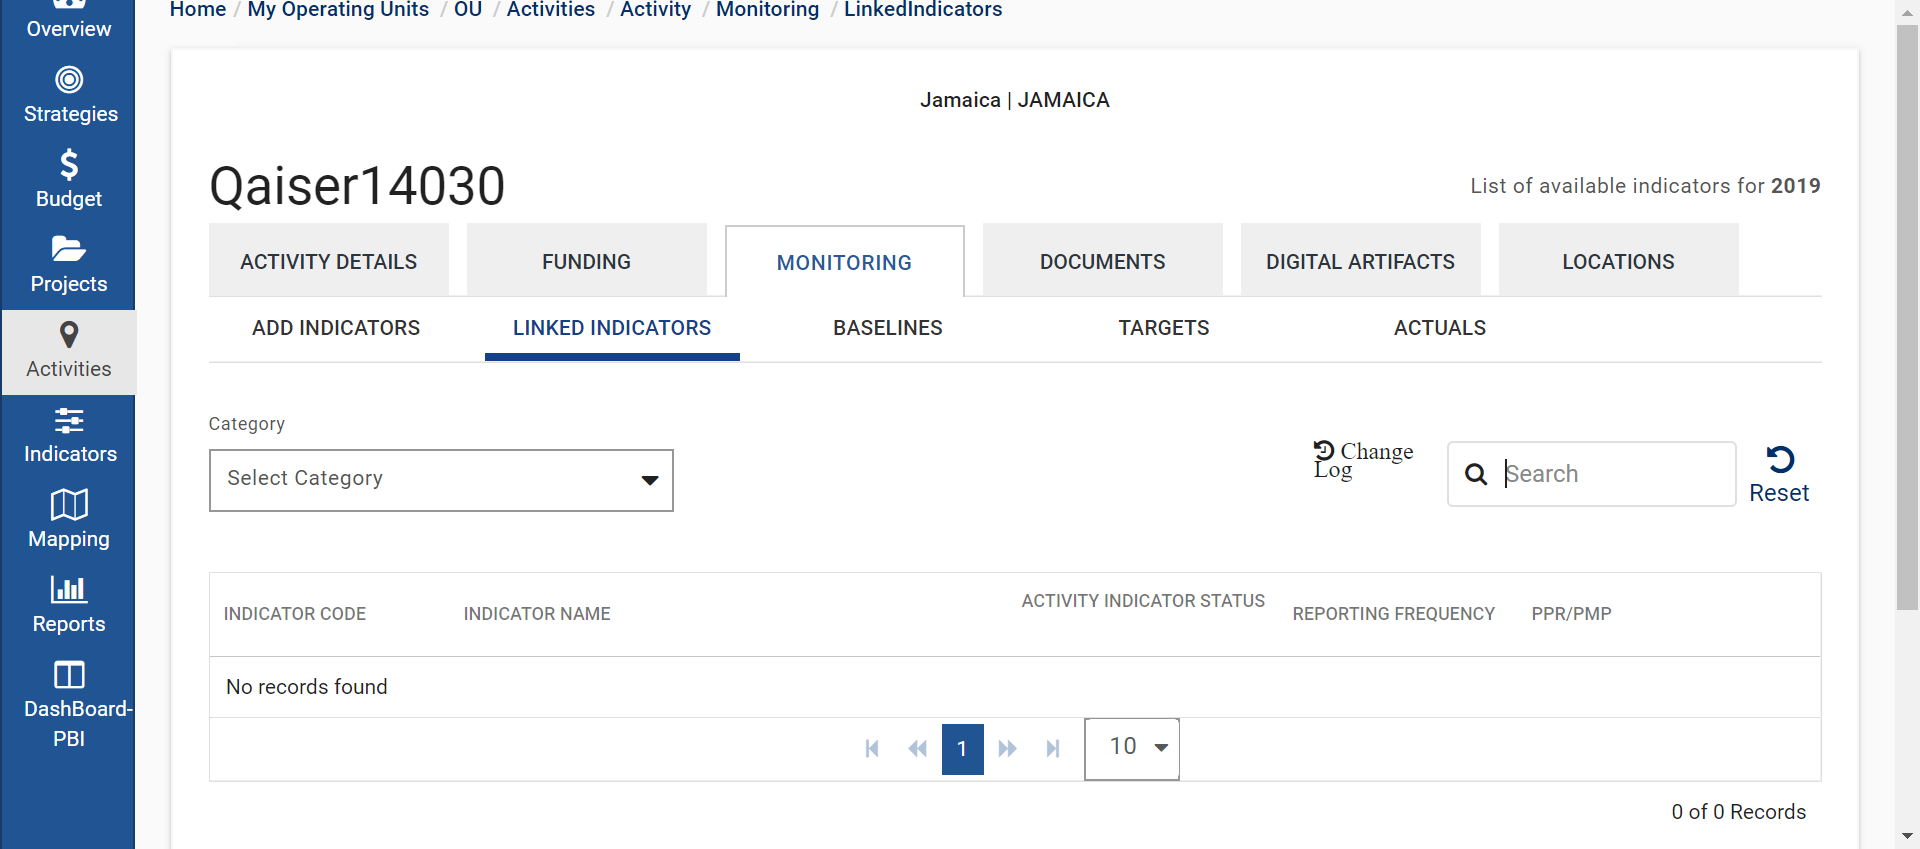 Home / My Operating Units / OU / Activities / Activity / Monitoring / LinkedIndicators
Overview
Strategies
Budget
Projects
Activities
Indicators
Mapping
Reports
DashBoard-
PBI
Jamaica | JAMAICA
Qaiser14030
List of available indicators for 2019
ACTIVITY DETAILS
FUNDING
MONITORING
DOCUMENTS
DIGITAL ARTIFACTS
LOCATIONS
ADD INDICATORS
LINKED INDICATORS
BASELINES
TARGETS
ACTUALS
Category
Select Category
Change
Log
Search
Reset
INDICATOR CODE
INDICATOR NAME
ACTIVITY INDICATOR STATUS
REPORTING FREQUENCY
PPR/PMP
No records found
1
10
0 of 0 Records